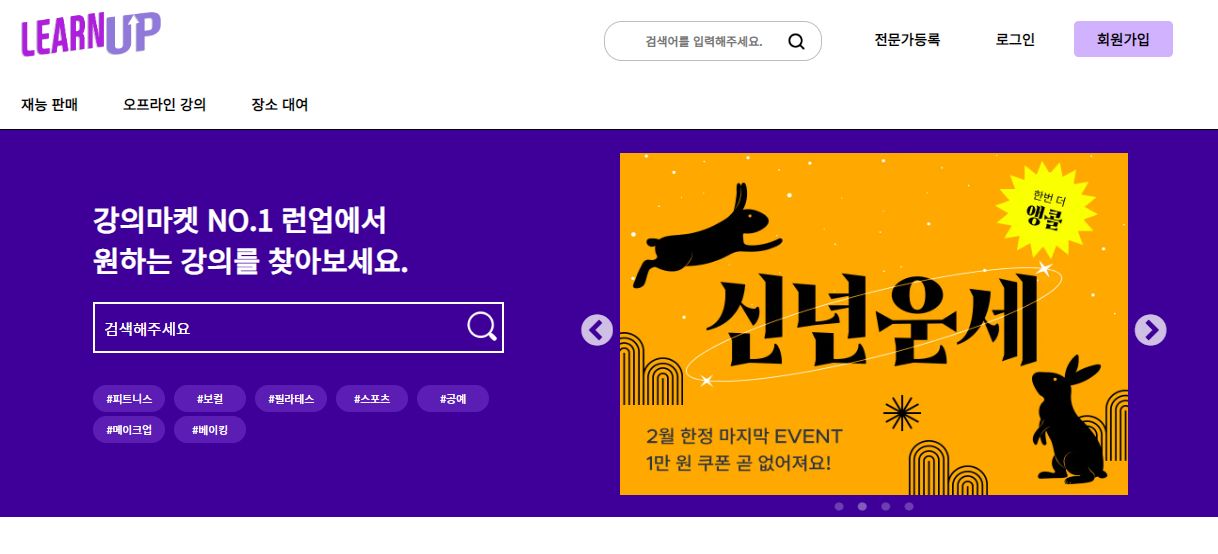 LEARNUP
검색어를 입력해주세요.
전문가등록
로그인
회원가입
재능 판매
오프라인 강의
장소 대여
강의마켓 NO.1 런업에서
원하는 강의를 찾아보세요.
검색해주세요
#피트니스
#보컬
#필라테스
#스포츠
#공예
#메이크업
#베이킹
한번 더
앵콜
신년운세
2월 한정 마지막 EVENT
1만 원 쿠폰 곧 없어져요!